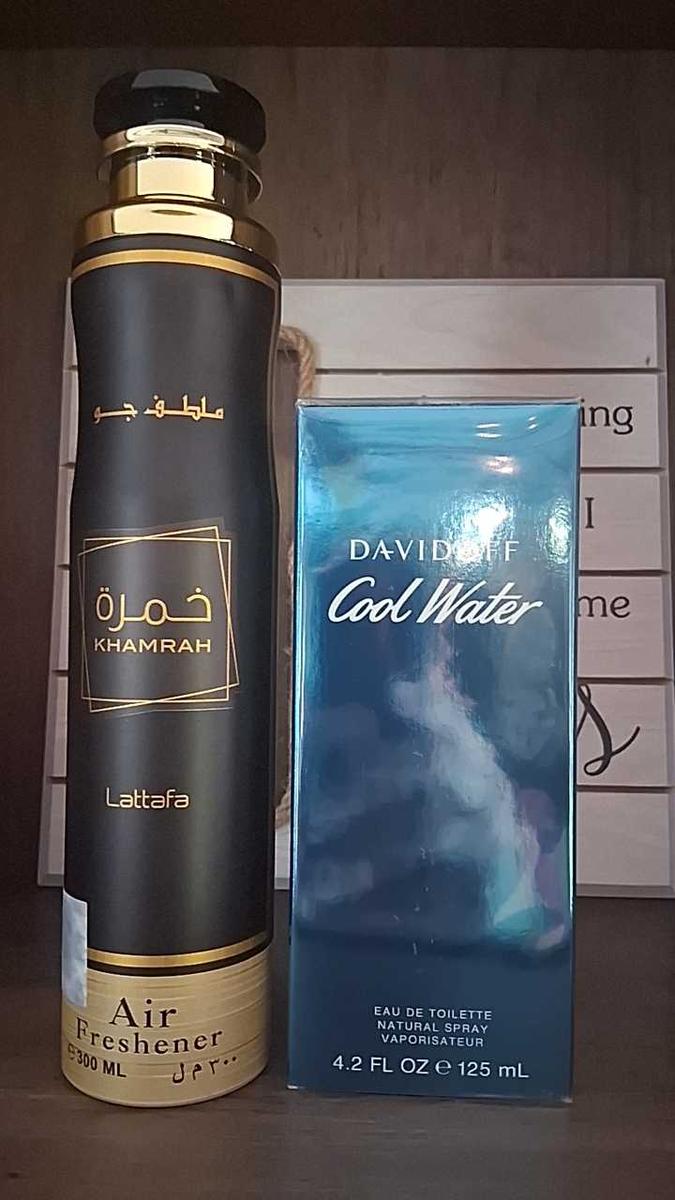 ملطف جو
خمرة
KHAMRAH
Lattafa
Air
Freshener
e 300 ML
٣٠٠ م ل
DAVIDOFF
Cool Water
EAU DE TOILETTE
NATURAL SPRAY
VAPORISATEUR
4.2 FL OZ e 125 mL
ing
I
me
s